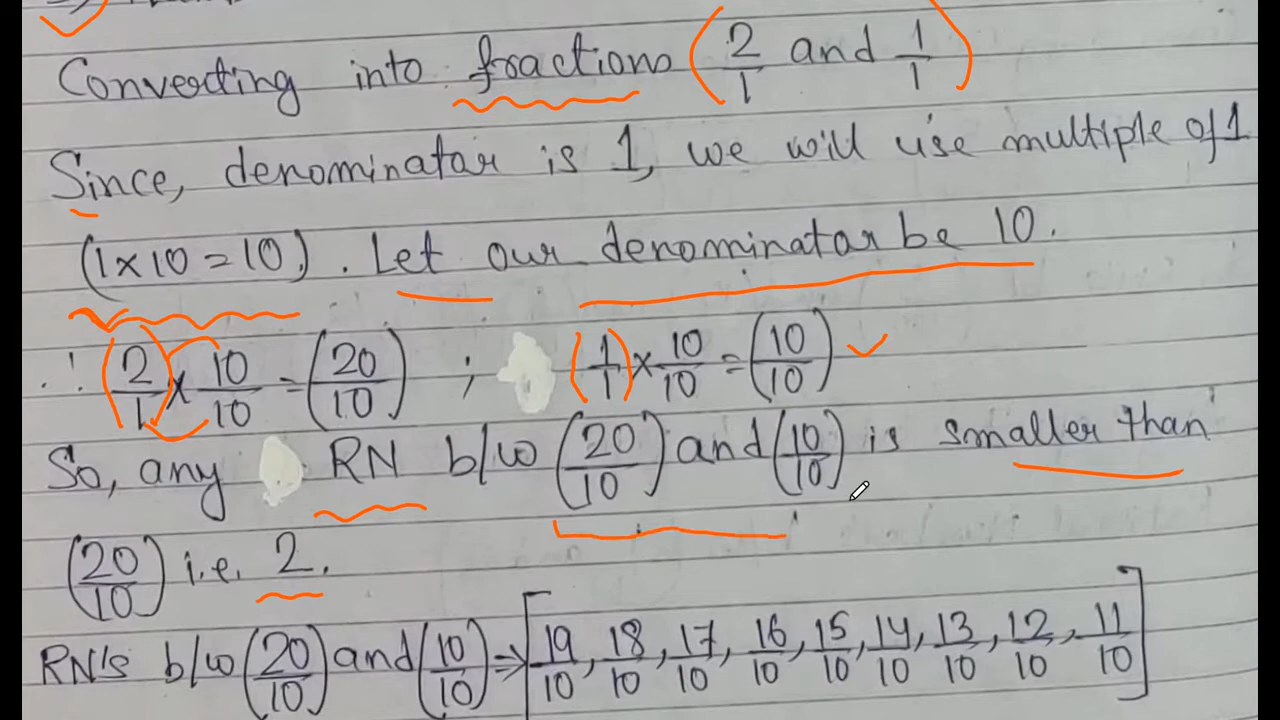 Converting into fractions (2/1 and 1/1)
Since, denominator is 1, we will use multiple of 1
(1×10=10). Let our denominatar be 10.
∴ (2/1)×10/10=(20/10) ; (1/1)×10/10=(10/10)
So, any RN b/w (20/10) and (10/10) is smaller than
(20/10) i.e. 2.
RN's b/w (20/10) and (10/10) ⇒ [19/10, 18/10, 17/10, 16/10, 15/10, 14/10, 13/10, 12/10, 11/10]